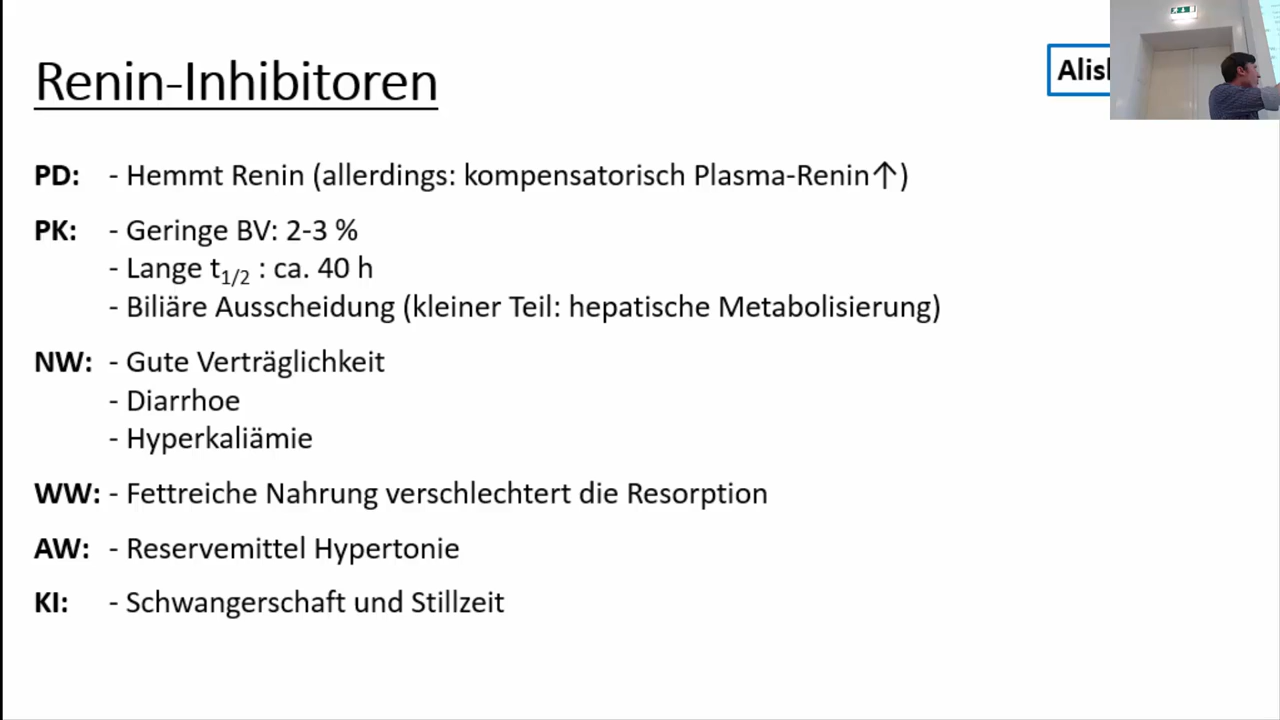 Renin-Inhibitoren
PD: - Hemmt Renin (allerdings: kompensatorisch Plasma-Renin↑)
PK: - Geringe BV: 2-3 %
- Lange t1/2 : ca. 40 h
- Biliäre Ausscheidung (kleiner Teil: hepatische Metabolisierung)
NW: - Gute Verträglichkeit
- Diarrhoe
- Hyperkaliämie
WW: - Fettreiche Nahrung verschlechtert die Resorption
AW: - Reservemittel Hypertonie
KI: - Schwangerschaft und Stillzeit